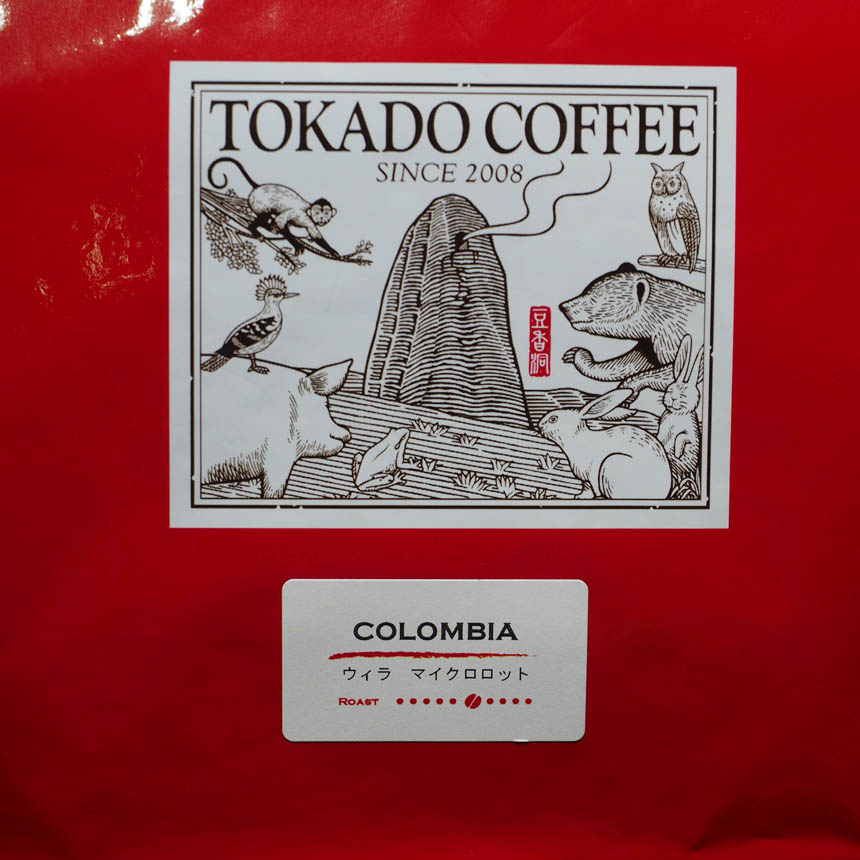 TOKADO COFFEE
SINCE 2008
豆香洞
COLOMBIA
ウィラ　マイクロロット
ROAST